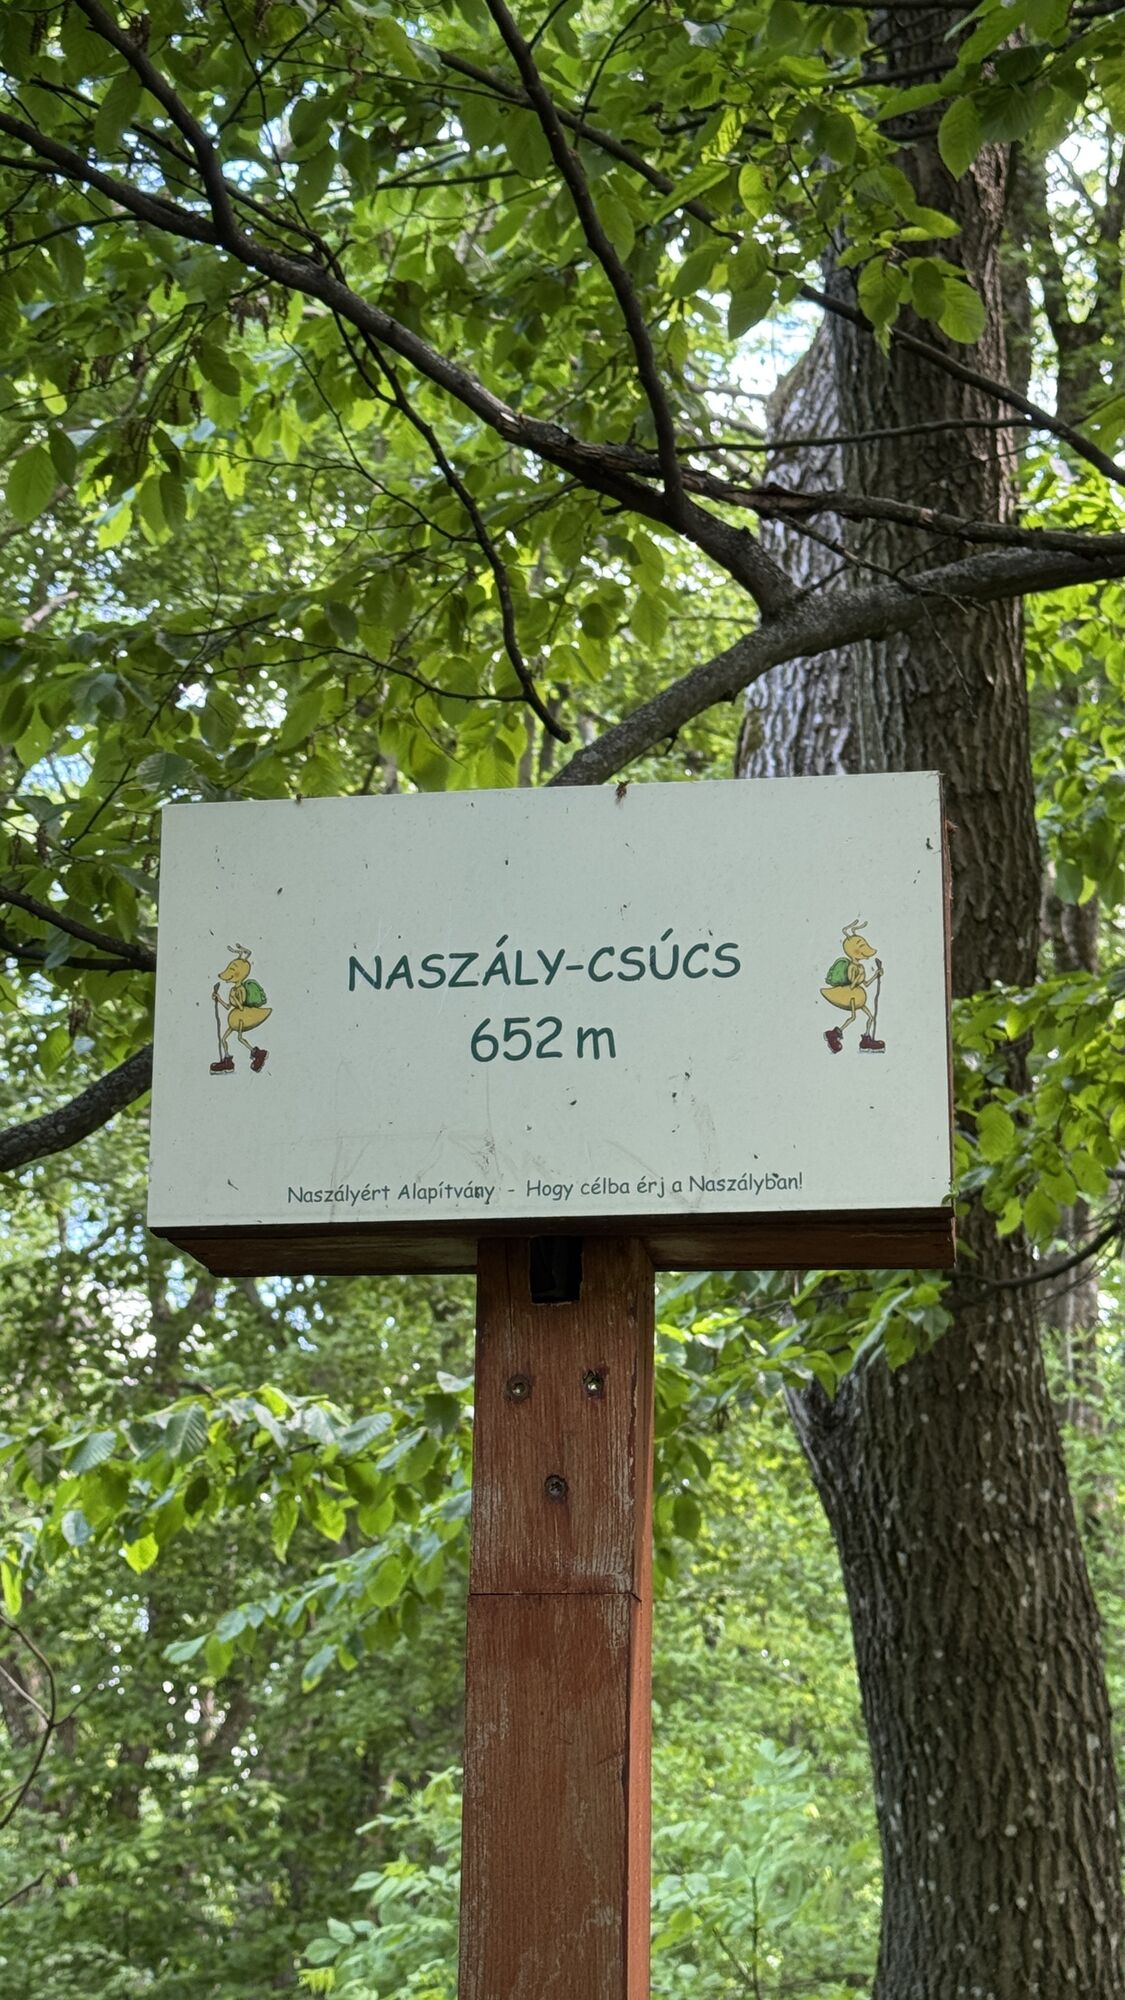 NASZÁLY-CSÚCS
652 m
Naszályért Alapítvány - Hogy célba érj a Naszályban!